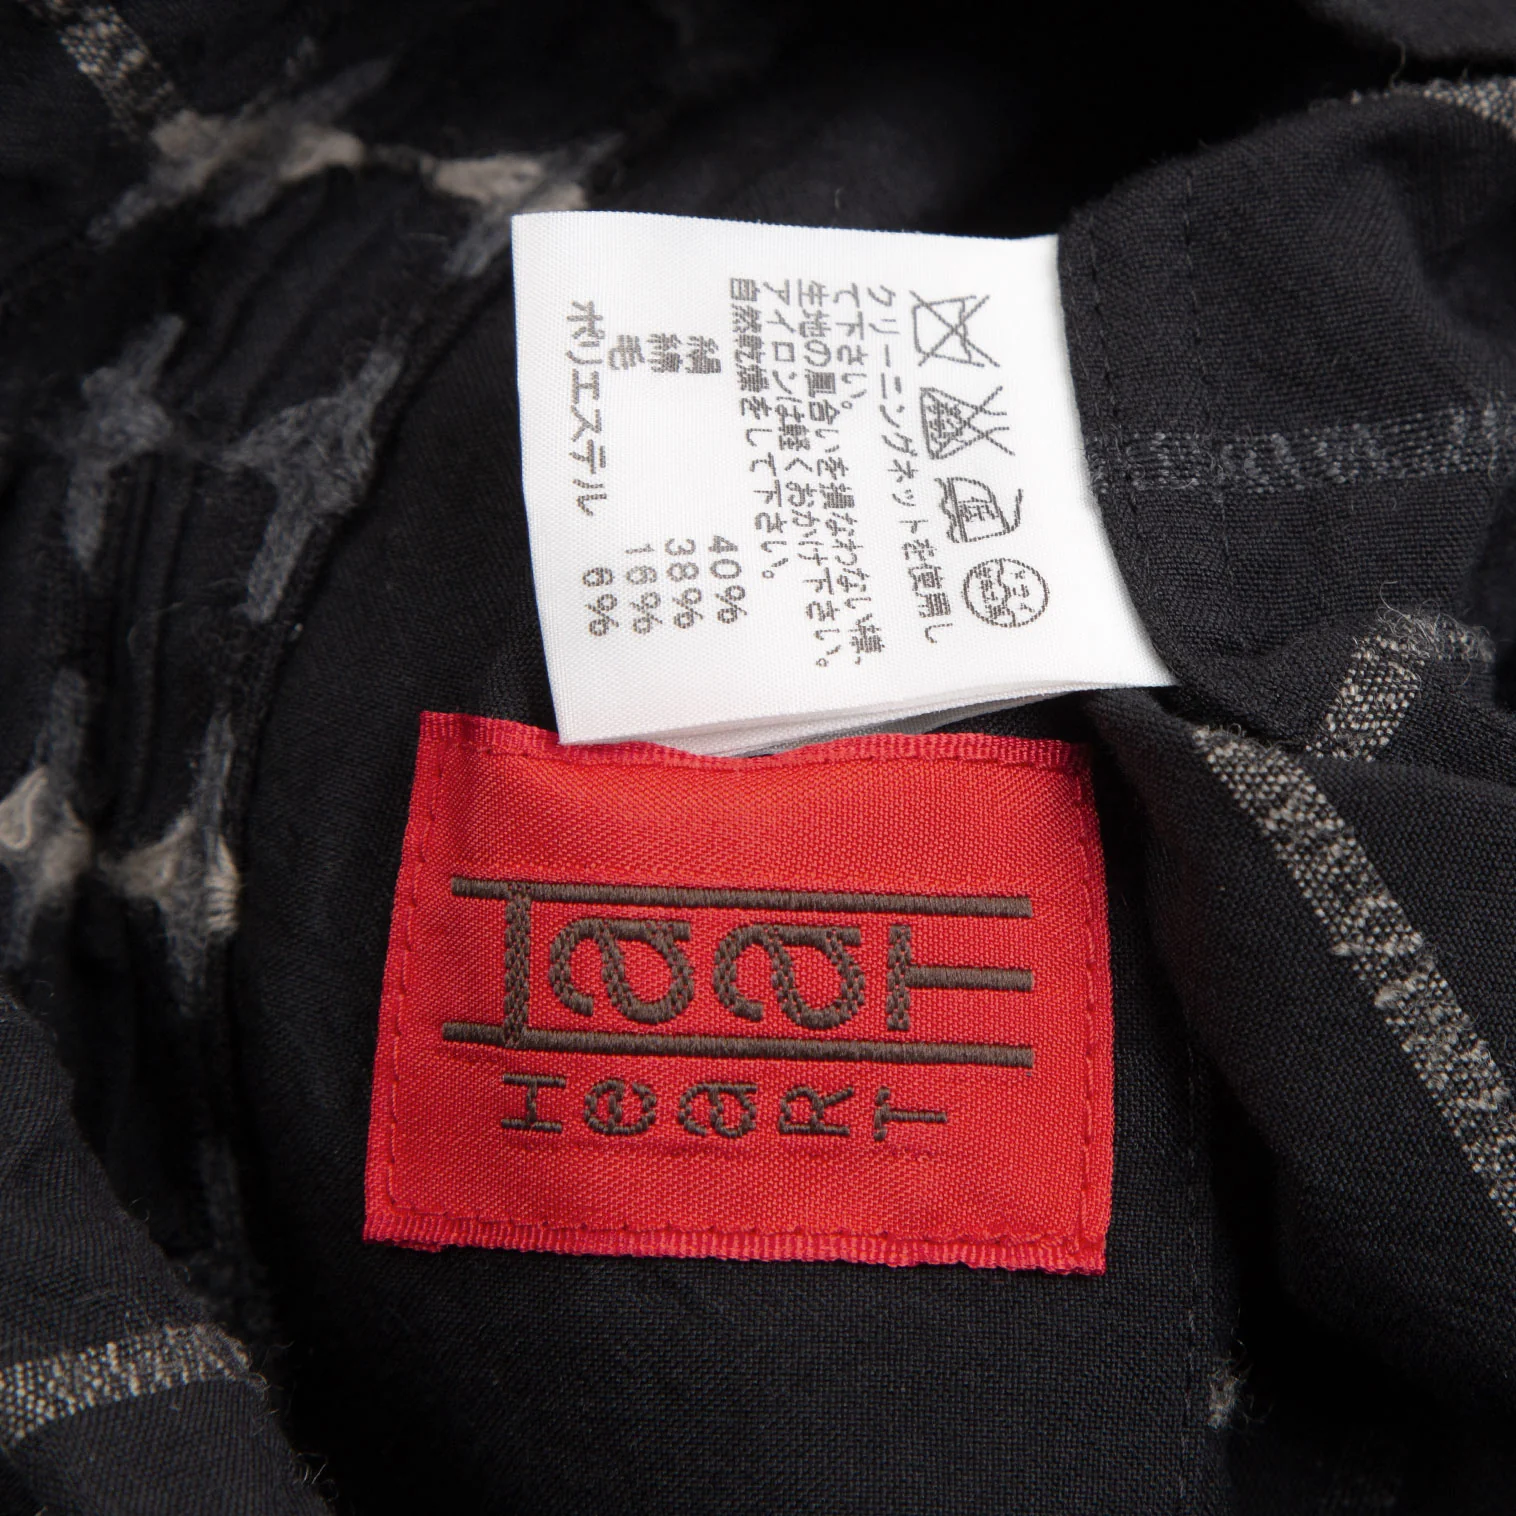 クリーニングネットを使用し
て下さい。
生地の風合いを損なわない様、
アイロンは軽くおかけ下さい。
自然乾燥をして下さい。
絹 40%
綿 38%
毛 16%
ポリエステル 6%
HaaT
HeaRT